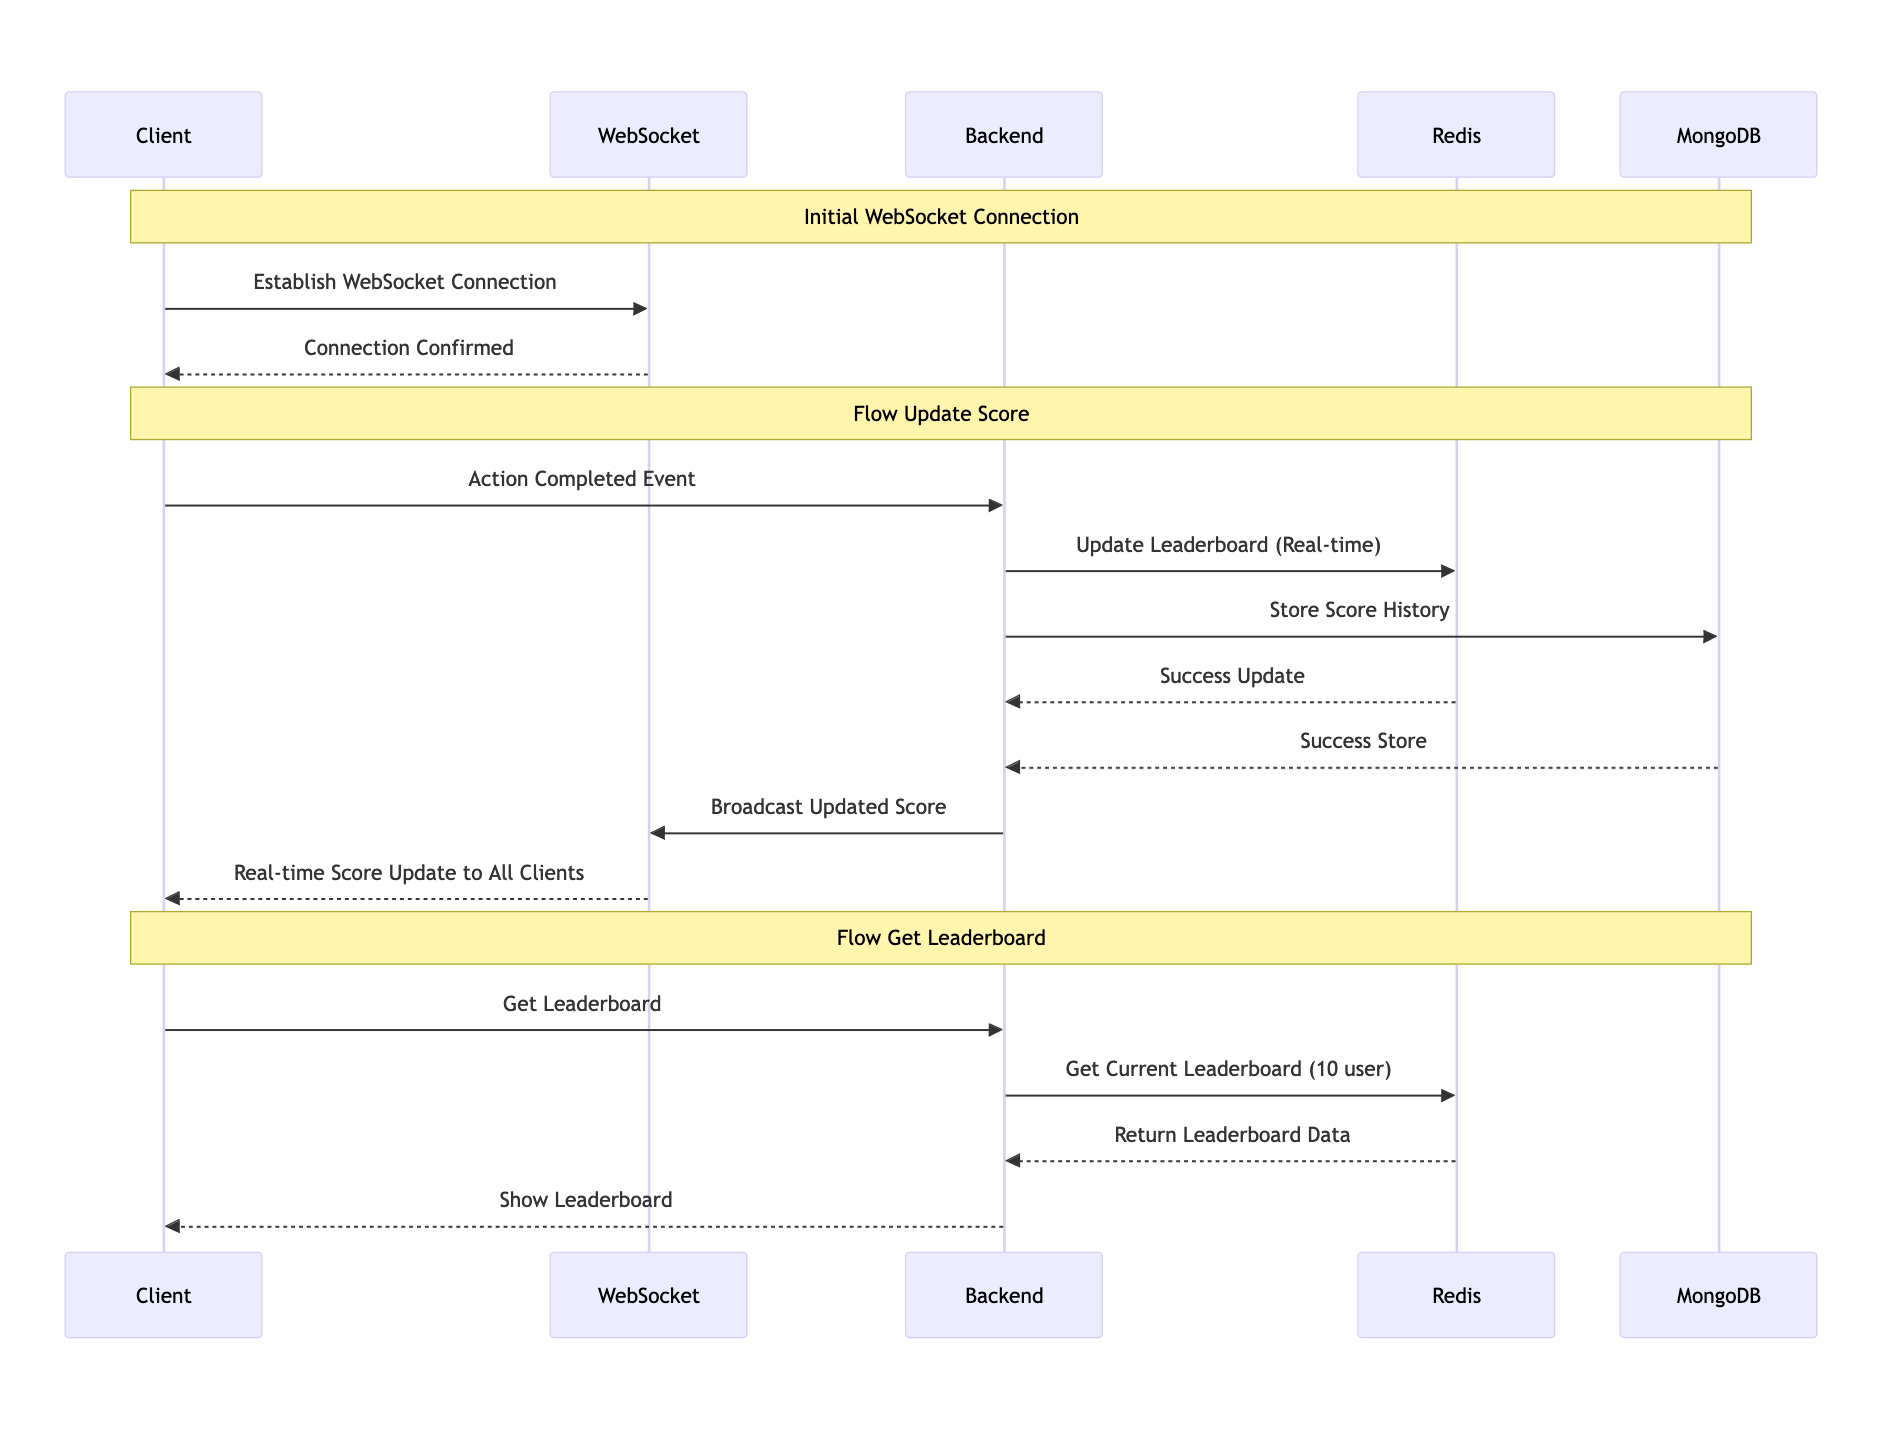 Client
WebSocket
Backend
Redis
MongoDB
Initial WebSocket Connection
Establish WebSocket Connection
Connection Confirmed
Flow Update Score
Action Completed Event
Update Leaderboard (Real-time)
Store Score History
Success Update
Success Store
Broadcast Updated Score
Real-time Score Update to All Clients
Flow Get Leaderboard
Get Leaderboard
Get Current Leaderboard (10 user)
Return Leaderboard Data
Show Leaderboard
Client
WebSocket
Backend
Redis
MongoDB